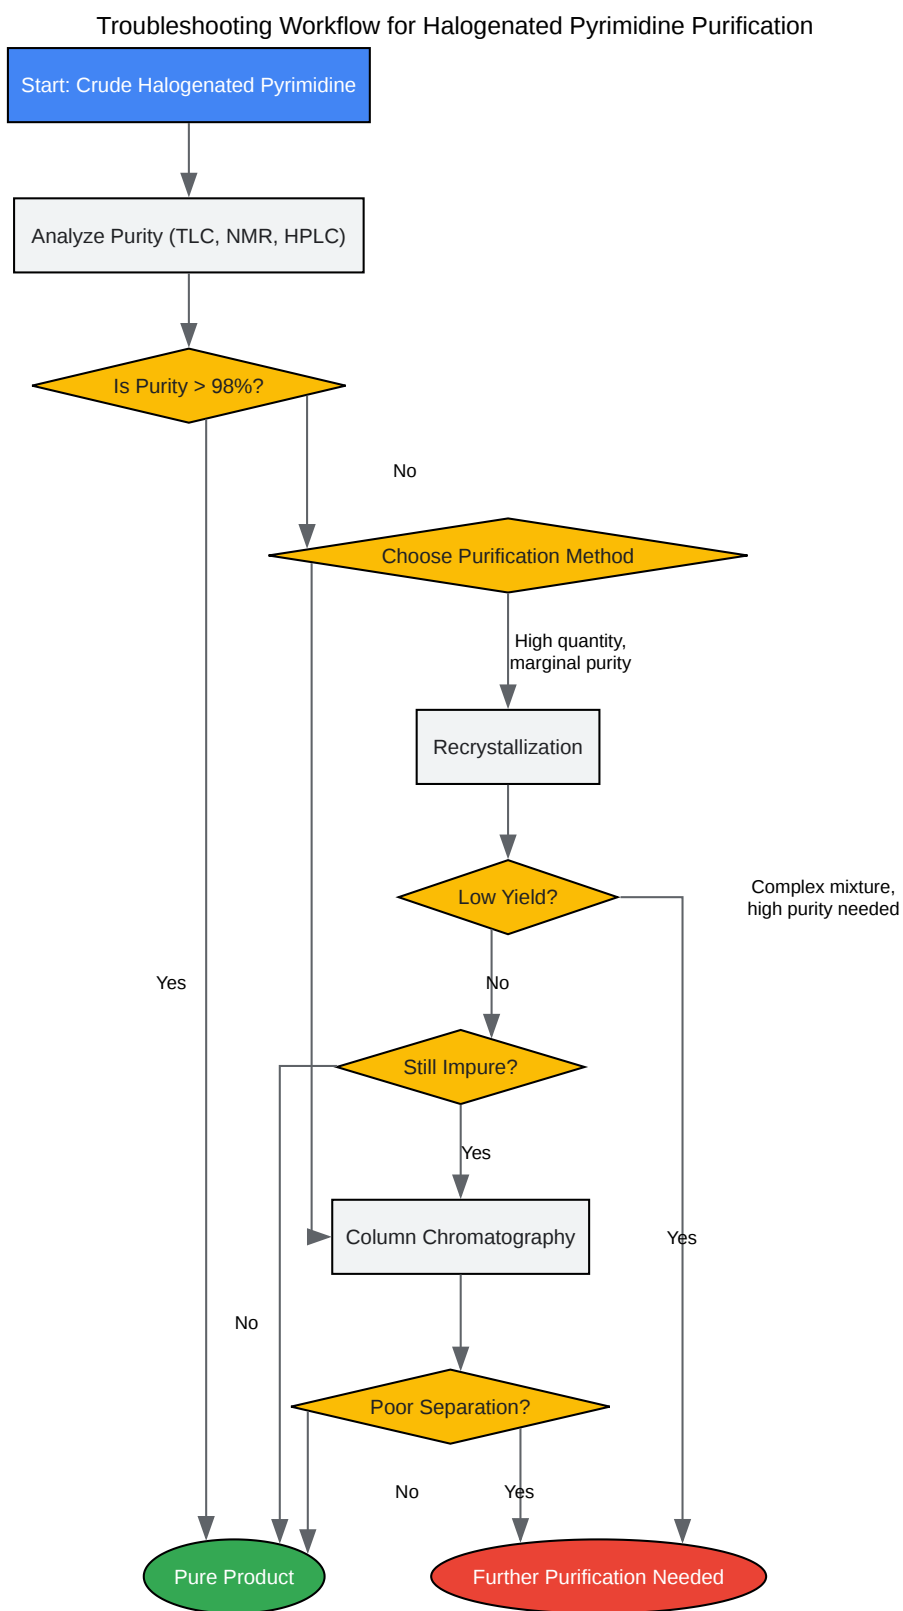 Troubleshooting Workflow for Halogenated Pyrimidine Purification
Start: Crude Halogenated Pyrimidine
Analyze Purity (TLC, NMR, HPLC)
Is Purity > 98%?
No
Choose Purification Method
High quantity,
marginal purity
Recrystallization
Low Yield?
Complex mixture,
high purity needed
Yes
No
Still Impure?
Yes
Column Chromatography
Yes
No
Poor Separation?
No
Yes
Pure Product
Further Purification Needed